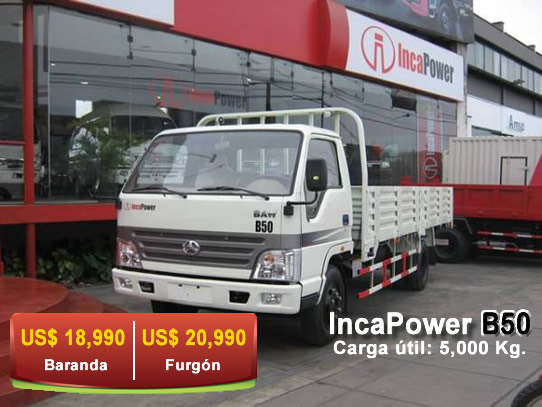 IncaPower
IncaPower
IncaPower
BAW
B50
US$ 18,990
Baranda
US$ 20,990
Furgón
IncaPower B50
Carga útil: 5,000 Kg.